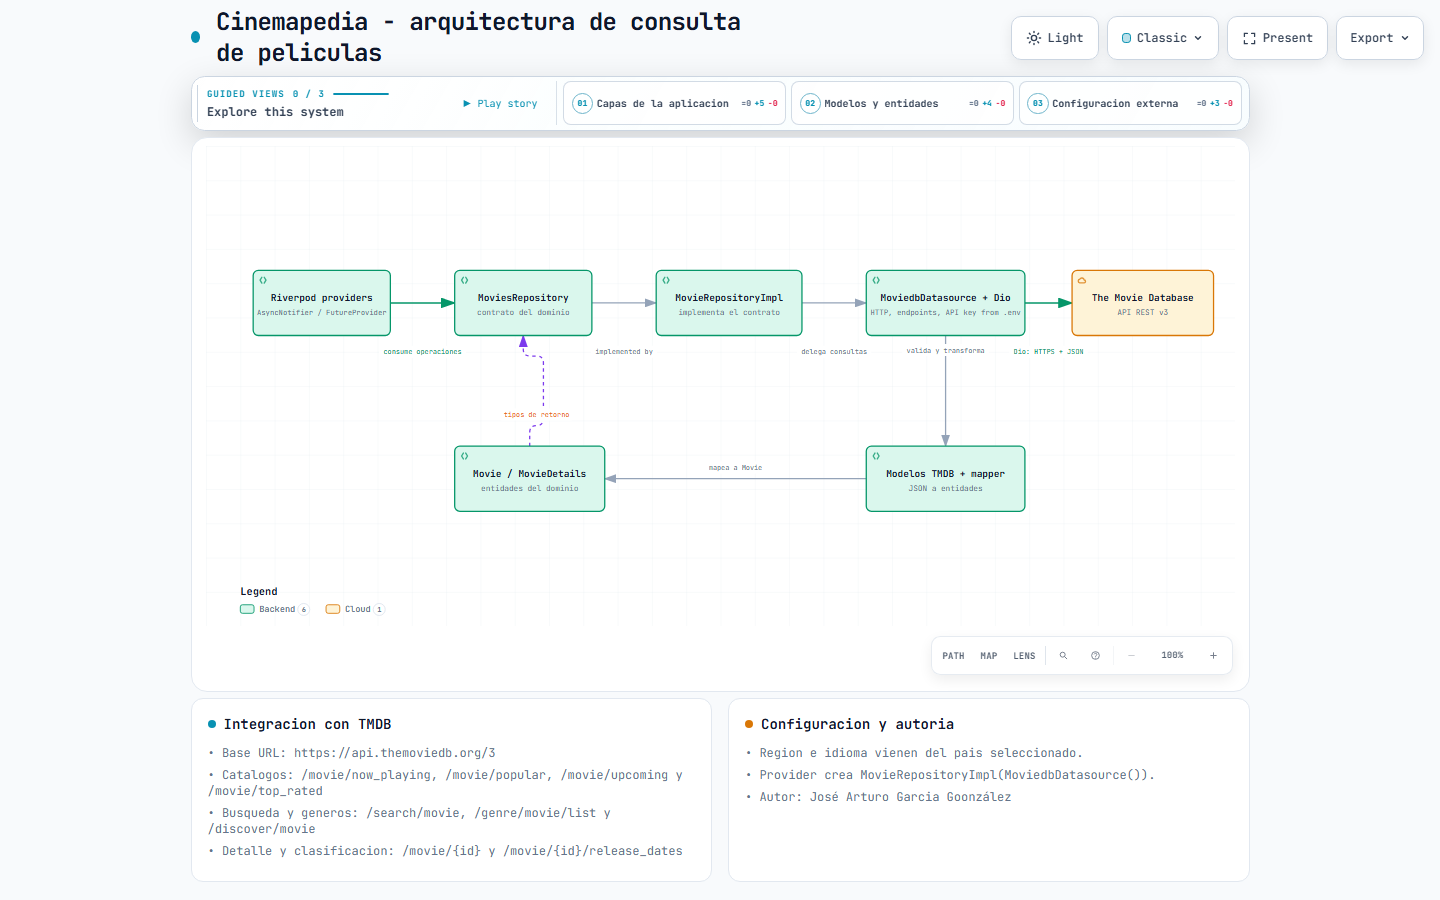 Cinemapedia - arquitectura de consulta
de peliculas
Light
Classic
Present
Export
GUIDED VIEWS 0 / 3
Explore this system
Play story
01 Capas de la aplicacion =0 +5 -0
02 Modelos y entidades =0 +4 -0
03 Configuracion externa =0 +3 -0
Riverpod providers
AsyncNotifier / FutureProvider
MoviesRepository
contrato del dominio
MovieRepositoryImpl
implementa el contrato
MoviedbDatasource + Dio
HTTP, endpoints, API key from .env
The Movie Database
API REST v3
consume operaciones
implemented by
delega consultas
valida y transforma
Dio: HTTPS + JSON
tipos de retorno
Movie / MovieDetails
entidades del dominio
mapea a Movie
Modelos TMDB + mapper
JSON a entidades
Legend
Backend 6
Cloud 1
PATH
MAP
LENS
100%
Integracion con TMDB
• Base URL: https://api.themoviedb.org/3
• Catalogos: /movie/now_playing, /movie/popular, /movie/upcoming y
/movie/top_rated
• Busqueda y generos: /search/movie, /genre/movie/list y
/discover/movie
• Detalle y clasificacion: /movie/{id} y /movie/{id}/release_dates
Configuracion y autoria
• Region e idioma vienen del pais seleccionado.
• Provider crea MovieRepositoryImpl(MoviedbDatasource()).
• Autor: José Arturo Garcia Goonzález